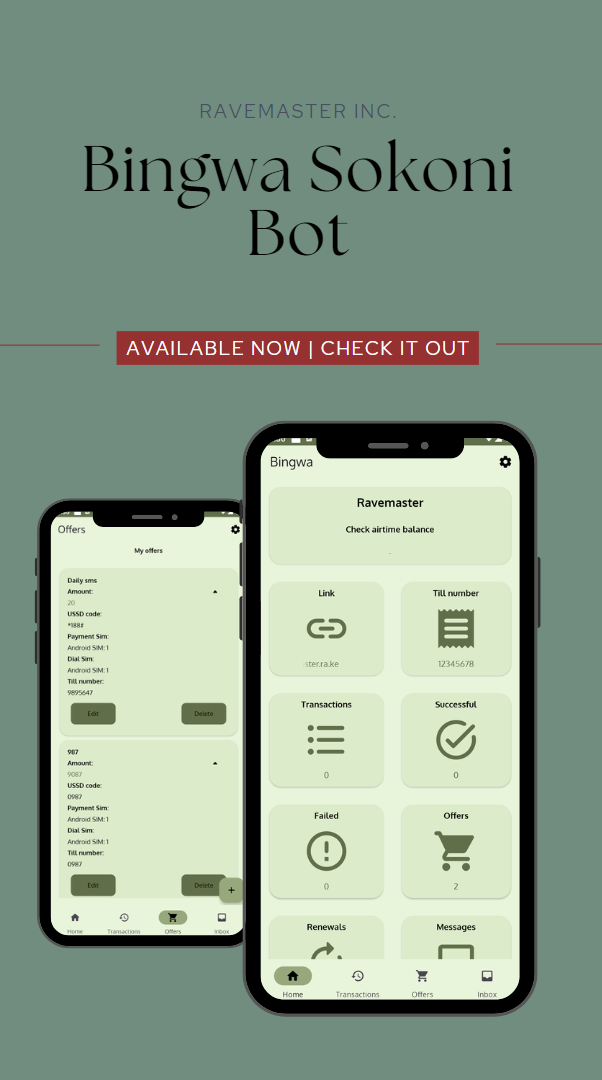 RAVEMASTER INC.
Bingwa Sokoni
Bot
AVAILABLE NOW | CHECK IT OUT
Offers
My offers
Daily sms
Amount:
20
USSD code:
*188#
Payment Sim:
Android SIM: 1
Dial Sim:
Android SIM: 1
Till number:
9895647
Edit
Delete
987
Amount:
9087
USSD code:
0987
Payment Sim:
Android SIM: 1
Dial Sim:
Android SIM: 1
Till number:
0987
Edit
Delete
+
Home
Transactions
Offers
Inbox
Bingwa
Ravemaster
Check airtime balance
Link
Till number
ster.ra.ke
12345678
Transactions
Successful
0
0
Failed
Offers
0
2
Renewals
Messages
Home
Transactions
Offers
Inbox